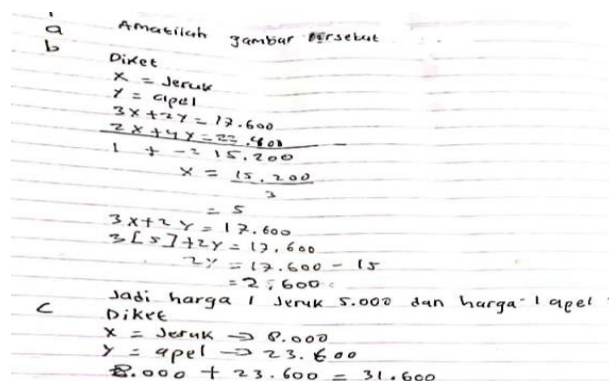 a Amatilah gambar tersebut
b
Diket
X = Jeruk
Y = apel
3X+2Y = 17.600
2X+4Y = 22.400
1 + - = 15.200
X = 15.200
3
= 5
3X+2Y = 17.600
3[5]+2Y = 17.600
2Y = 17.600 - 15
= 2.600
Jadi harga 1 Jeruk 5.000 dan harga 1 apel =
c Diket
X = Jeruk → 8.000
Y = apel → 23.600
8.000 + 23.600 = 31.600